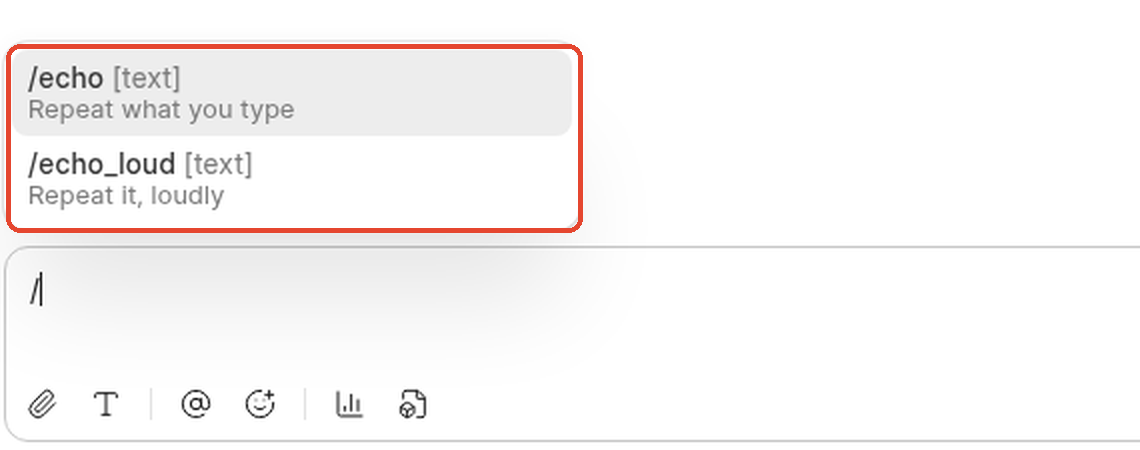 /echo [text]
Repeat what you type
/echo_loud [text]
Repeat it, loudly
/